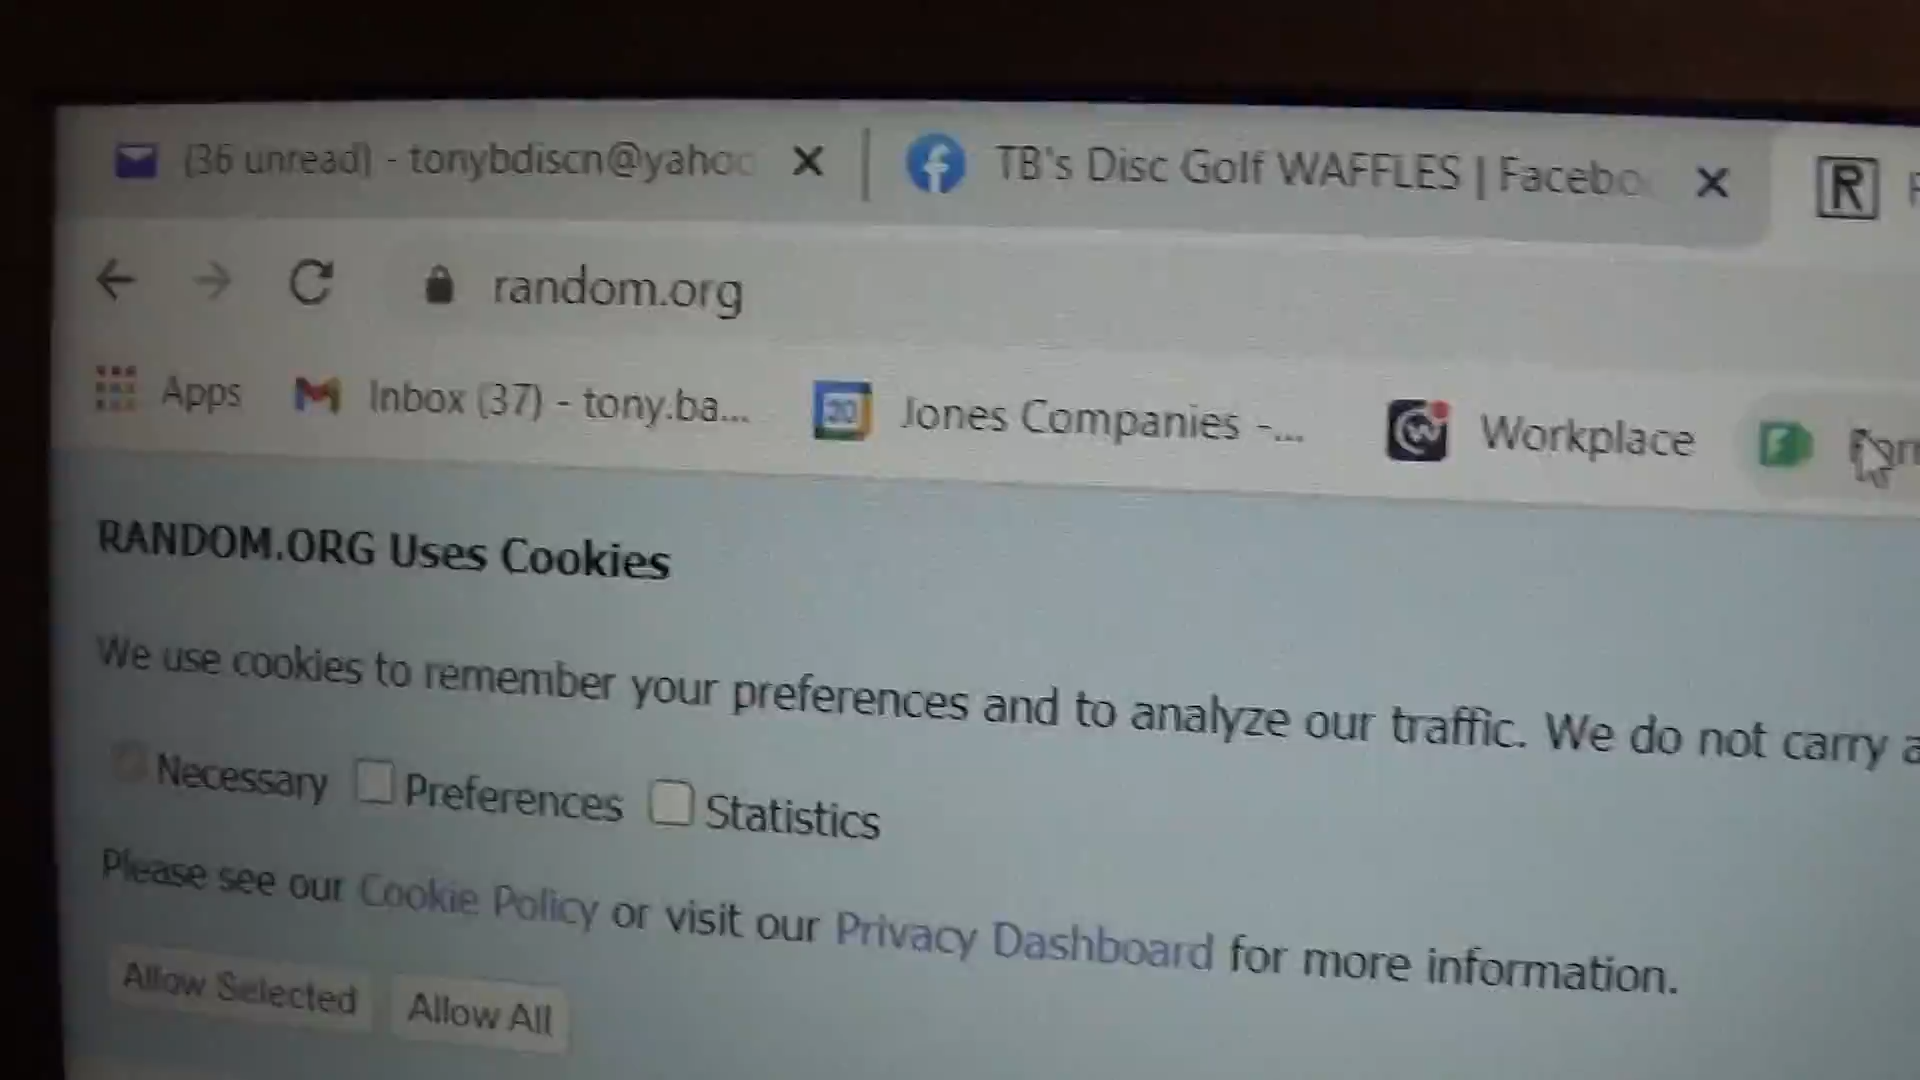 (36 unread) - tonybdiscn@yahoo
TB's Disc Golf WAFFLES | Facebo
R
random.org
Apps
Inbox (37) - tony.ba...
Jones Companies -...
Workplace
RANDOM.ORG Uses Cookies
We use cookies to remember your preferences and to analyze our traffic. We do not carry a
Necessary Preferences Statistics
Please see our Cookie Policy or visit our Privacy Dashboard for more information.
Allow Selected Allow All